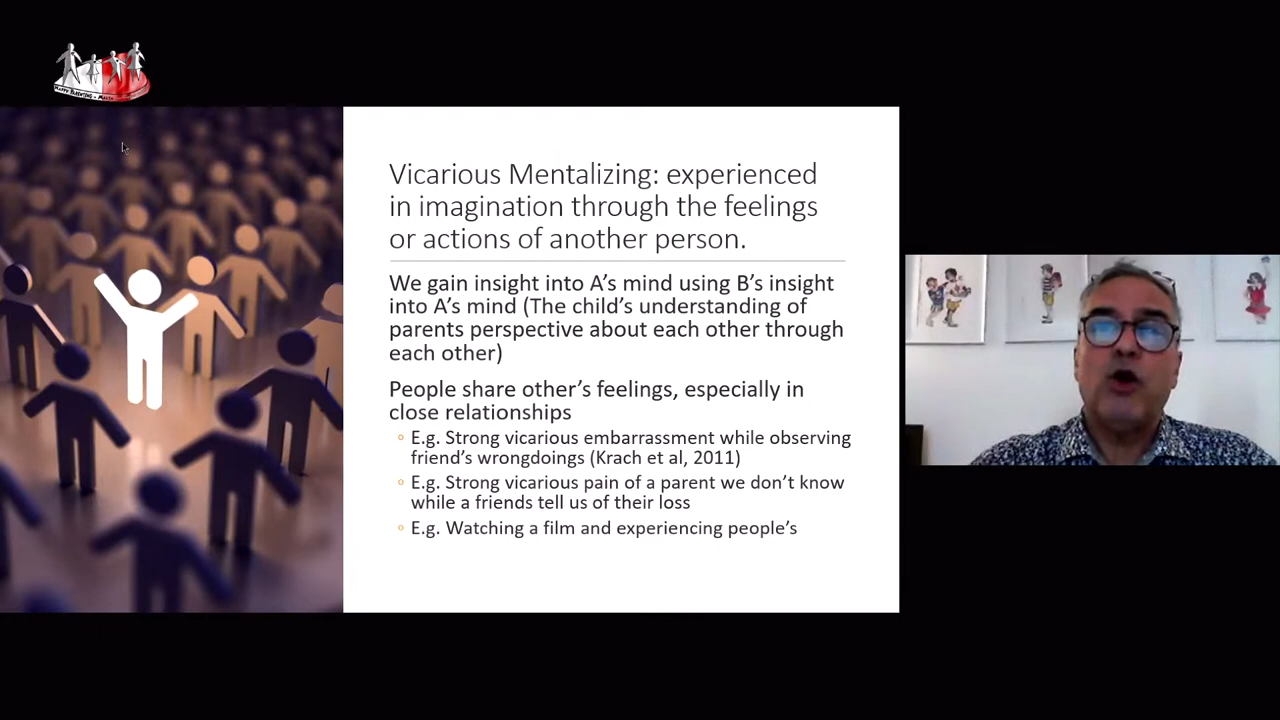 HAPPY PARENTING - MALTA
Vicarious Mentalizing: experienced
in imagination through the feelings
or actions of another person.
We gain insight into A’s mind using B’s insight
into A’s mind (The child’s understanding of
parents perspective about each other through
each other)
People share other’s feelings, especially in
close relationships
◦ E.g. Strong vicarious embarrassment while observing
friend’s wrongdoings (Krach et al, 2011)
◦ E.g. Strong vicarious pain of a parent we don’t know
while a friends tell us of their loss
◦ E.g. Watching a film and experiencing people’s